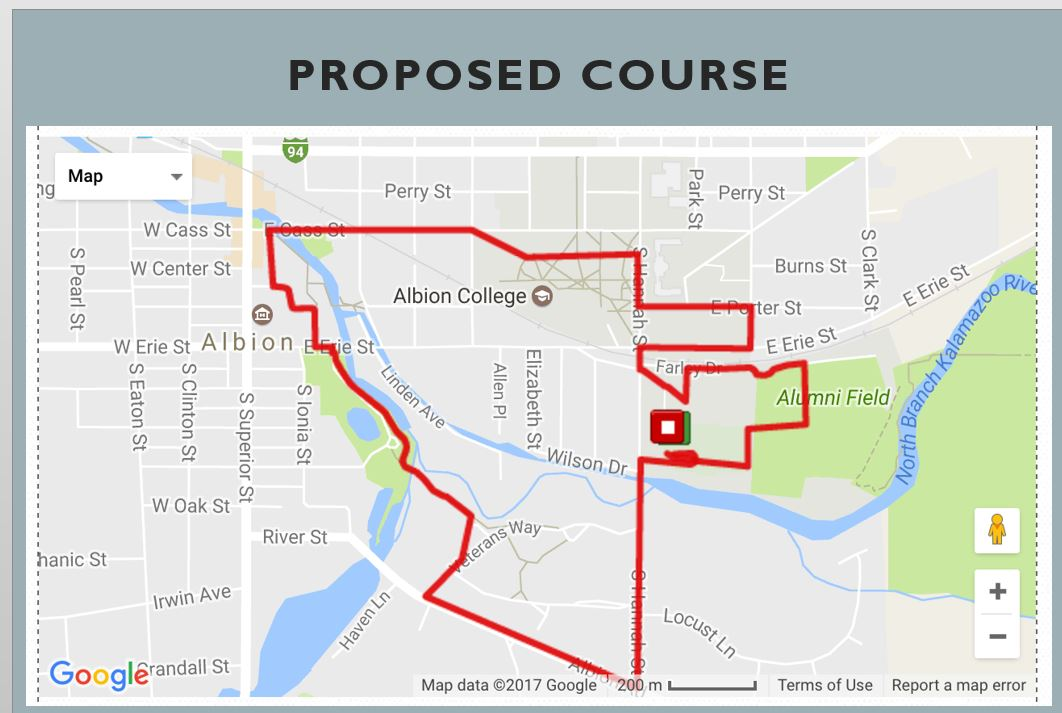 PROPOSED COURSE
94
Map
Perry St
Park St
Perry St
W Cass St
E Cass St
S Pearl St
W Center St
S Hannah St
Burns St
S Clark St
E Erie St
Albion College
E Porter St
North Branch Kalamazoo River
W Erie St
Albion
E Erie St
E Erie St
Farley Dr
Alumni Field
S Eaton St
S Clinton St
S Superior St
S Ionia St
Linden Ave
Allen Pl
Elizabeth St
Wilson Dr
W Oak St
River St
Veterans Way
hanic St
Irwin Ave
Haven Ln
S Hannah St
Locust Ln
Google
Crandall St
Albion
Map data ©2017 Google
200 m
Terms of Use
Report a map error